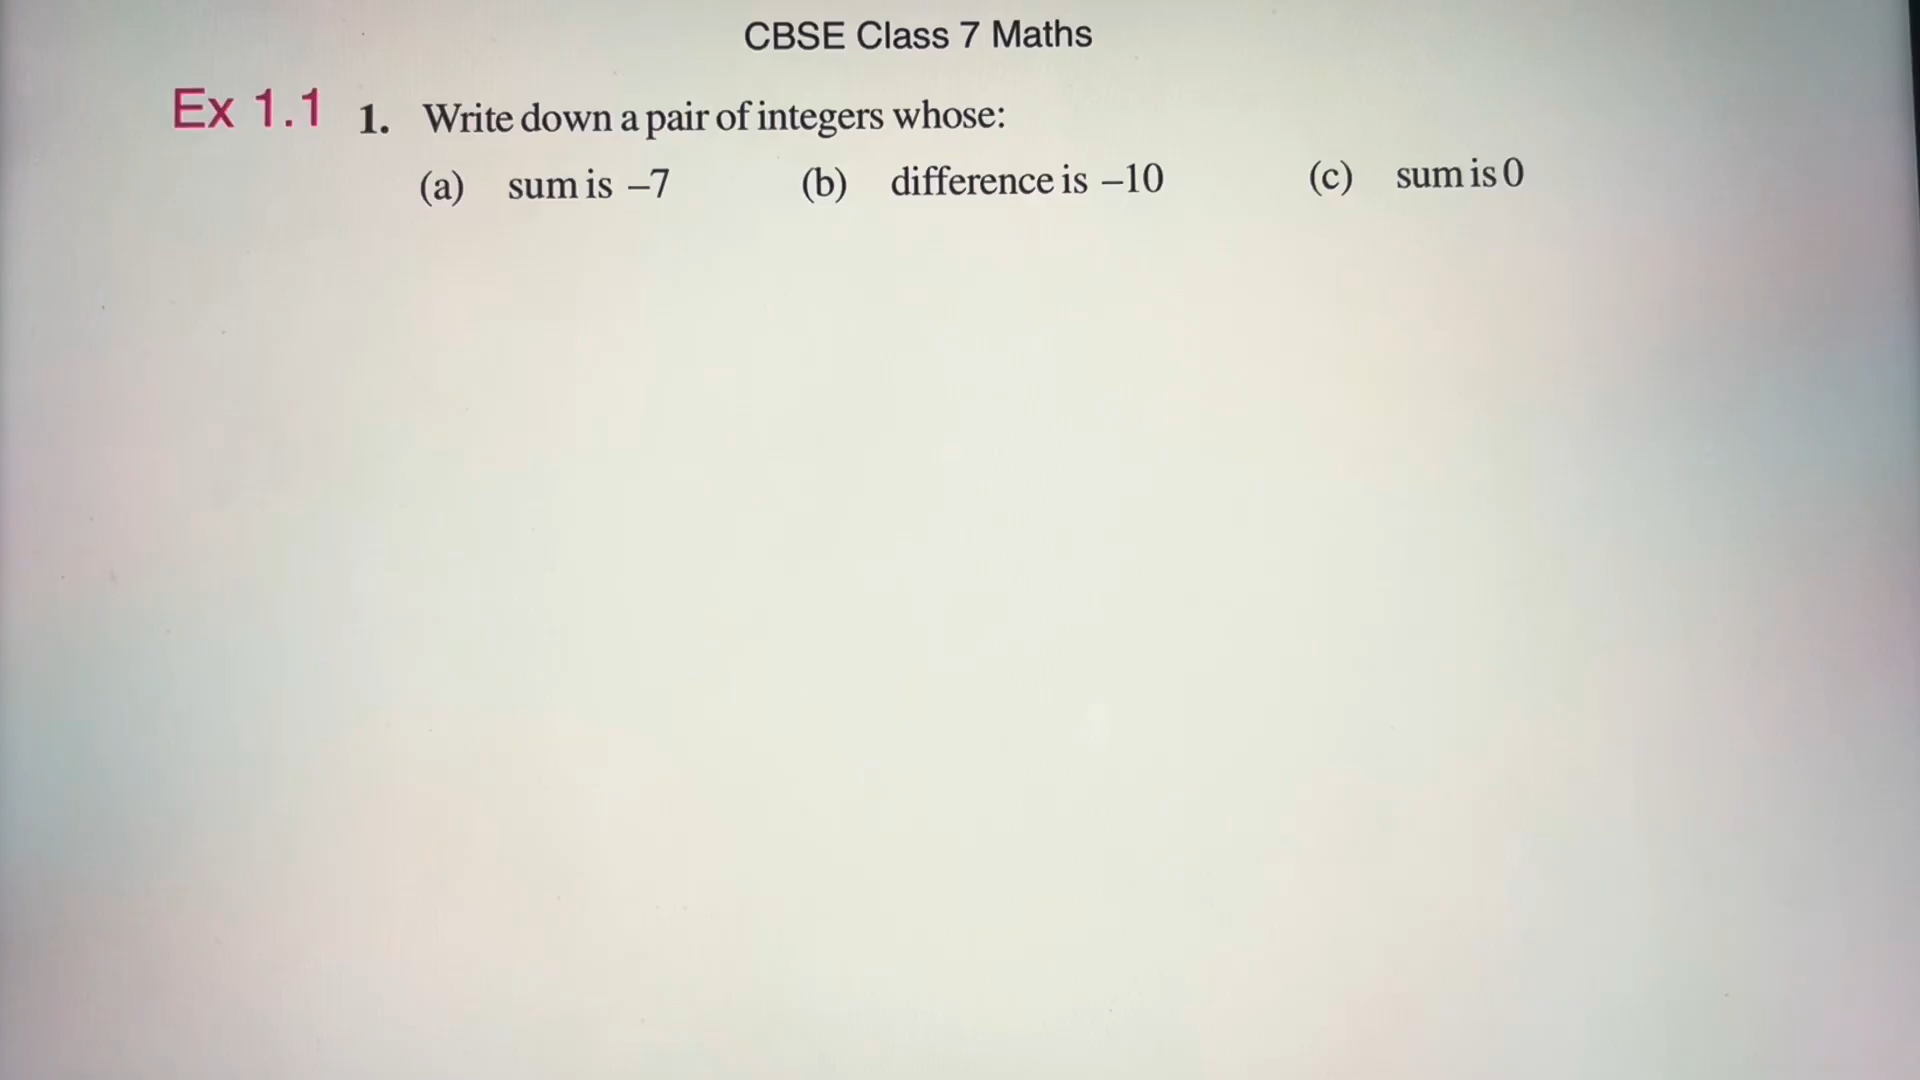 CBSE Class 7 Maths
Ex 1.1 1. Write down a pair of integers whose:
(a) sum is –7 (b) difference is –10 (c) sum is 0